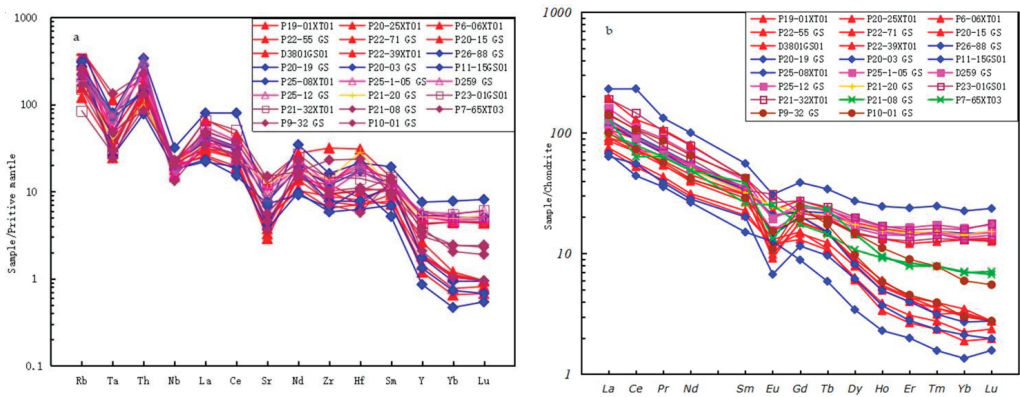 a
P19-01XT01 P20-25XT01 P6-06XT01
P22-55 GS P22-71 GS P20-15 GS
D3801GS01 P22-39XT01 P26-88 GS
P20-19 GS P20-03 GS P11-15GS01
P25-08XT01 P25-1-05 GS D259 GS
P25-12 GS P21-20 GS P23-01GS01
P21-32XT01 P21-08 GS P7-65XT03
P9-32 GS P10-01 GS
Sample/Pritive mantle
1000
100
10
1
0.1
Rb Ta Th Nb La Ce Sr Nd Zr Hf Sm Y Yb Lu
b
P19-01XT01 P20-25XT01 P6-06XT01
P22-55 GS P22-71 GS P20-15 GS
D3801GS01 P22-39XT01 P26-88 GS
P20-19 GS P20-03 GS P11-15GS01
P25-08XT01 P25-1-05 GS D259 GS
P25-12 GS P21-20 GS P23-01GS01
P21-32XT01 P21-08 GS P7-65XT03
P9-32 GS P10-01 GS
Sample/Chondrite
1000
100
10
1
La Ce Pr Nd Sm Eu Gd Tb Dy Ho Er Tm Yb Lu